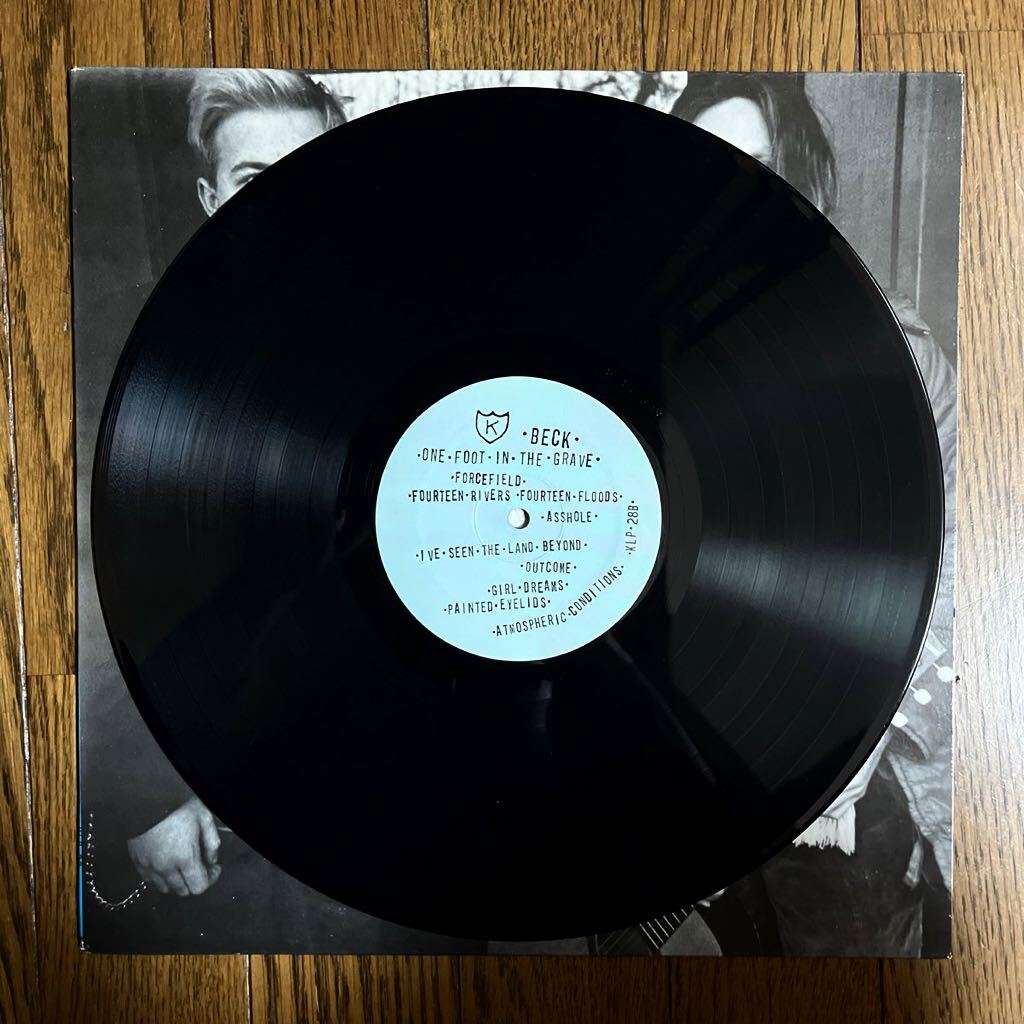 K
·BECK·
·ONE·FOOT·IN·THE·GRAVE·
·FORCEFIELD·
·FOURTEEN·RIVERS·FOURTEEN·FLOODS·
·ASSHOLE·
·I'VE·SEEN·THE·LAND·BEYOND·
·OUTCOME·
·GIRL·DREAMS·
·PAINTED·EYELIDS·
·ATMOSPHERIC·CONDITIONS·
·KLP·28B·